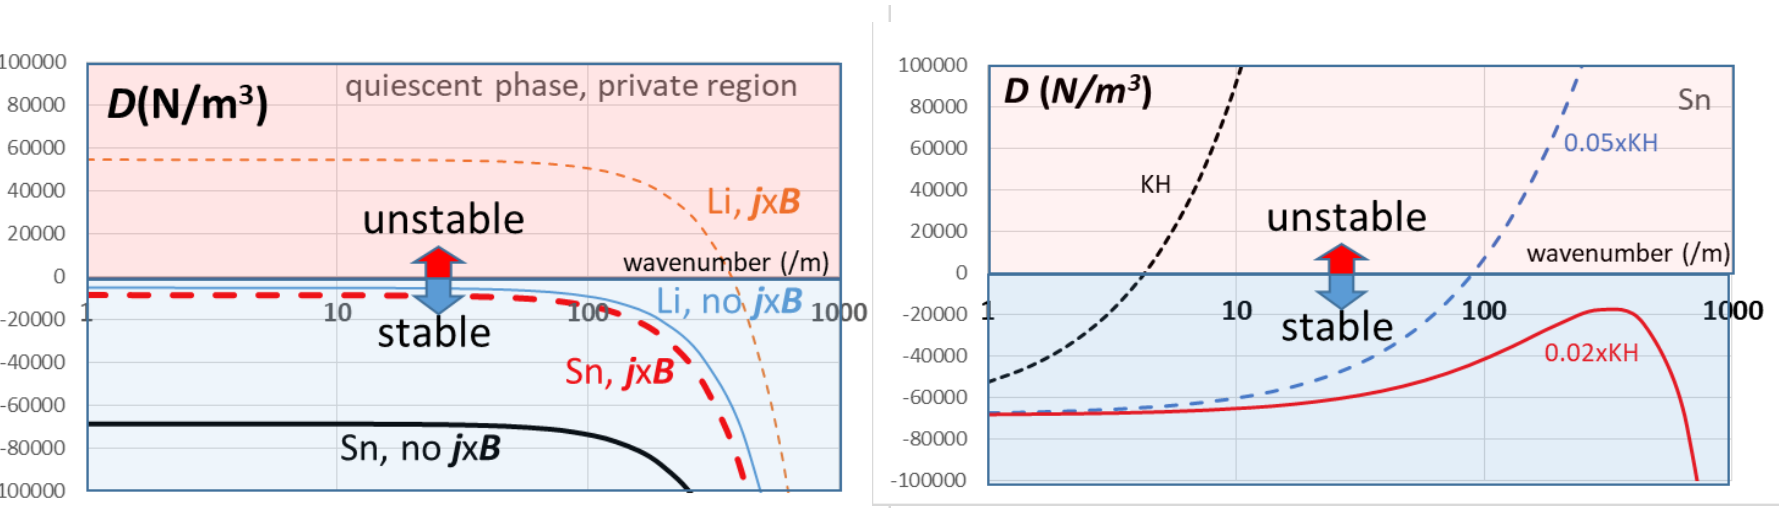 100000
80000
60000
40000
20000
0
-20000
-40000
-60000
-80000
100000
D(N/m³)
quiescent phase, private region
Li, jxB
unstable
wavenumber (/m)
Li, no jxB
1
10
100
1000
stable
Sn, jxB
Sn, no jxB
100000
80000
60000
40000
20000
0
-20000
-40000
-60000
-80000
-100000
D (N/m³)
Sn
0.05xKH
KH
unstable
wavenumber (/m)
1
10
100
1000
stable
0.02xKH